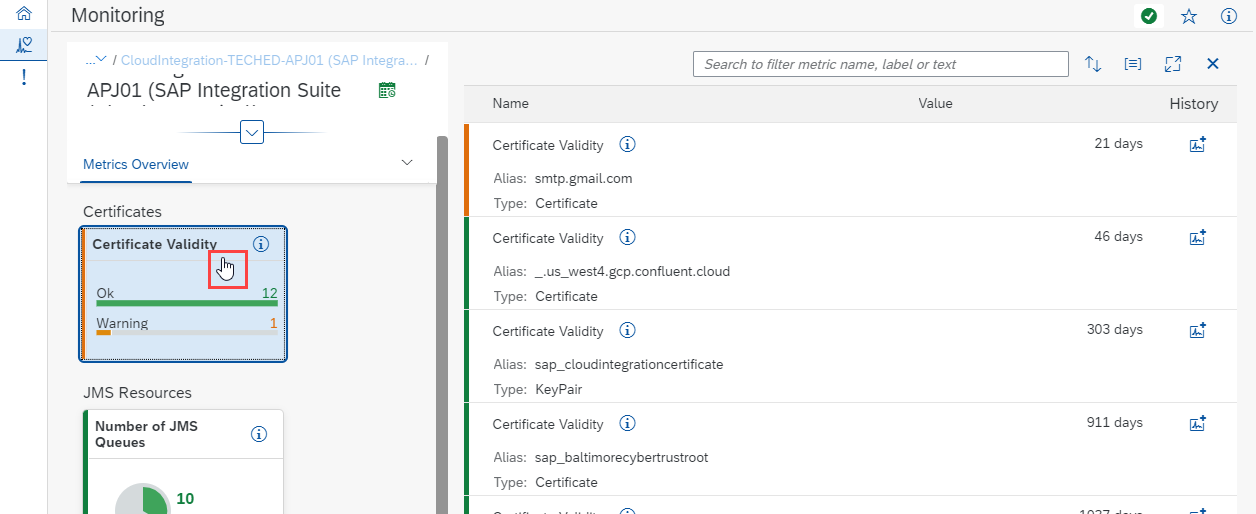 Monitoring
... / CloudIntegration-TECHED-APJ01 (SAP Integra... /
APJ01 (SAP Integration Suite
Metrics Overview
Certificates
Certificate Validity
Ok 12
Warning 1
JMS Resources
Number of JMS
Queues
10
Search to filter metric name, label or text
Name Value History
Certificate Validity 21 days
Alias: smtp.gmail.com
Type: Certificate
Certificate Validity 46 days
Alias: _.us_west4.gcp.confluent.cloud
Type: Certificate
Certificate Validity 303 days
Alias: sap_cloudintegrationcertificate
Type: KeyPair
Certificate Validity 911 days
Alias: sap_baltimorecybertrustroot
Type: Certificate
Certificate Validity